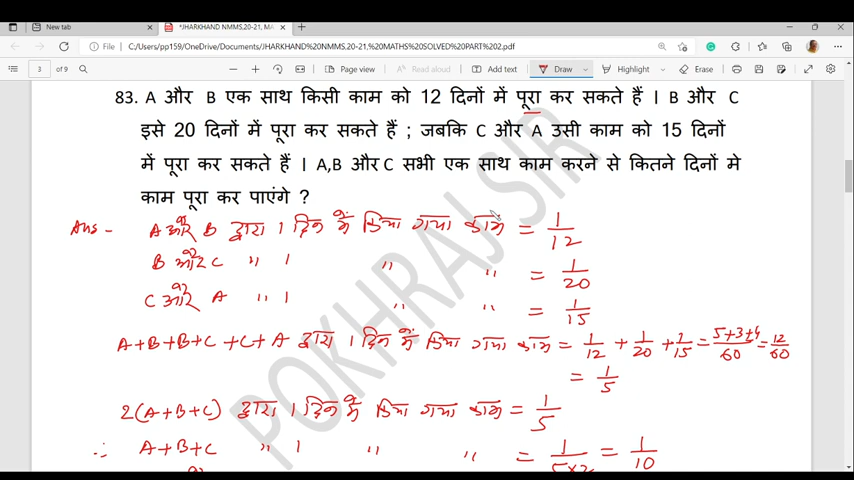 New tab
*JHARKHAND NMMS,20-21, MA
File
C:/Users/pp159/OneDrive/Documents/JHARKHAND%20NMMS.20-21,%20MATHS%20SOLVED%20PART%202.pdf
3 of 9
Page view
Read aloud
Add text
Draw
Highlight
Erase
83. A और B एक साथ किसी काम को 12 दिनों में पूरा कर सकते हैं । B और C
इसे 20 दिनों में पूरा कर सकते हैं ; जबकि C और A उसी काम को 15 दिनों
में पूरा कर सकते हैं । A,B और C सभी एक साथ काम करने से कितने दिनों मे
काम पूरा कर पाएंगे ?
Ans - A और B द्वारा 1 दिन में किया गया काम = 1/12
B और C " 1 " " = 1/20
C और A " 1 " " = 1/15
A+B+B+C+C+A द्वारा 1 दिन में किया गया काम = 1/12 + 1/20 + 1/15 = 5+3+4/60 = 12/60
= 1/5
2(A+B+C) द्वारा 1 दिन में किया गया काम = 1/5
∴ A+B+C " 1 " " = 1/5×2 = 1/10
POKHRAJ SIR